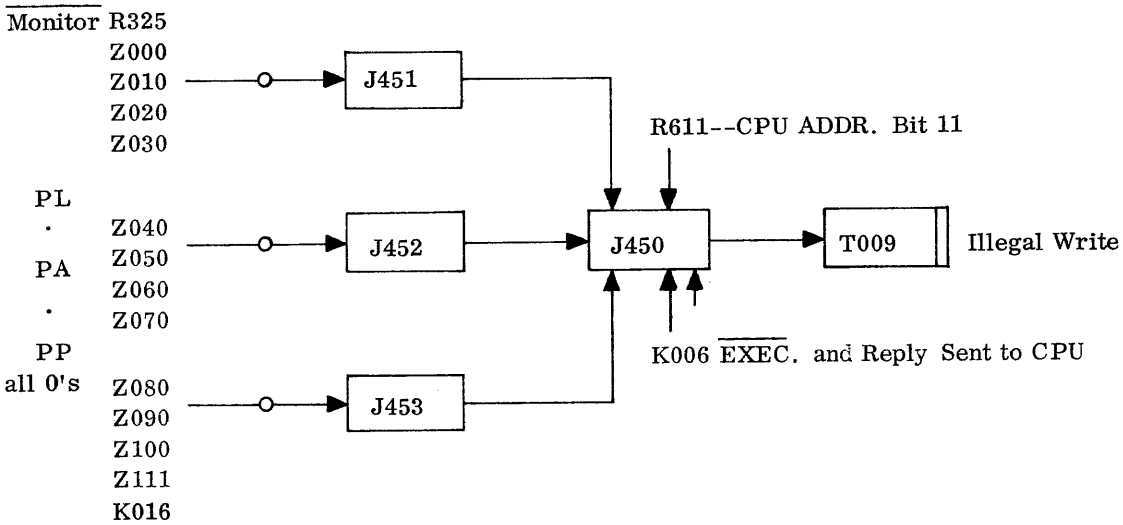 Monitor R325
Z000
Z010
Z020
Z030
J451
R611--CPU ADDR. Bit 11
PL
.
PA
.
PP
all 0's
Z040
Z050
Z060
Z070
J452
J450
T009
Illegal Write
K006 EXEC. and Reply Sent to CPU
Z080
Z090
Z100
Z111
K016
J453